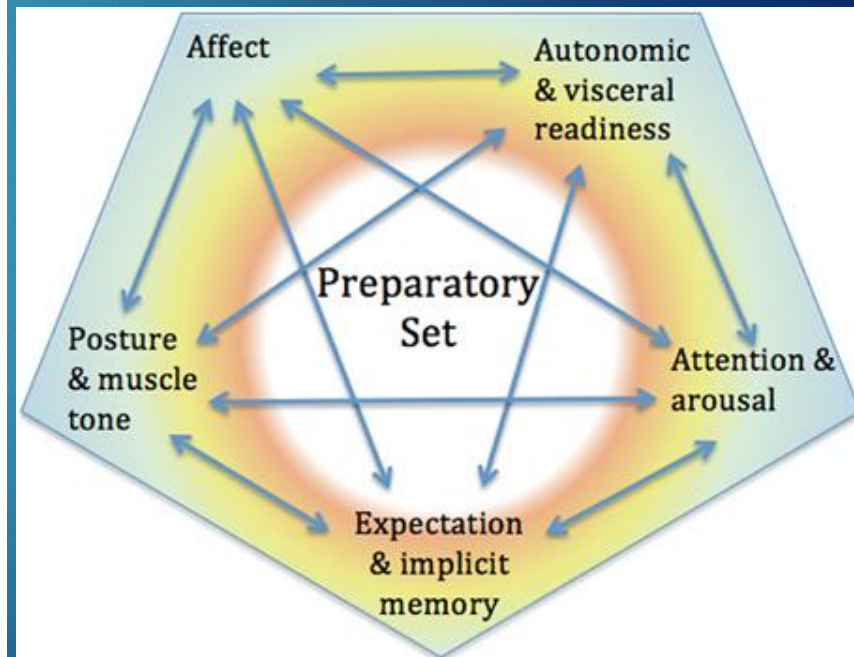 Affect
Autonomic
& visceral
readiness
Preparatory
Set
Posture
& muscle
tone
Attention &
arousal
Expectation
& implicit
memory